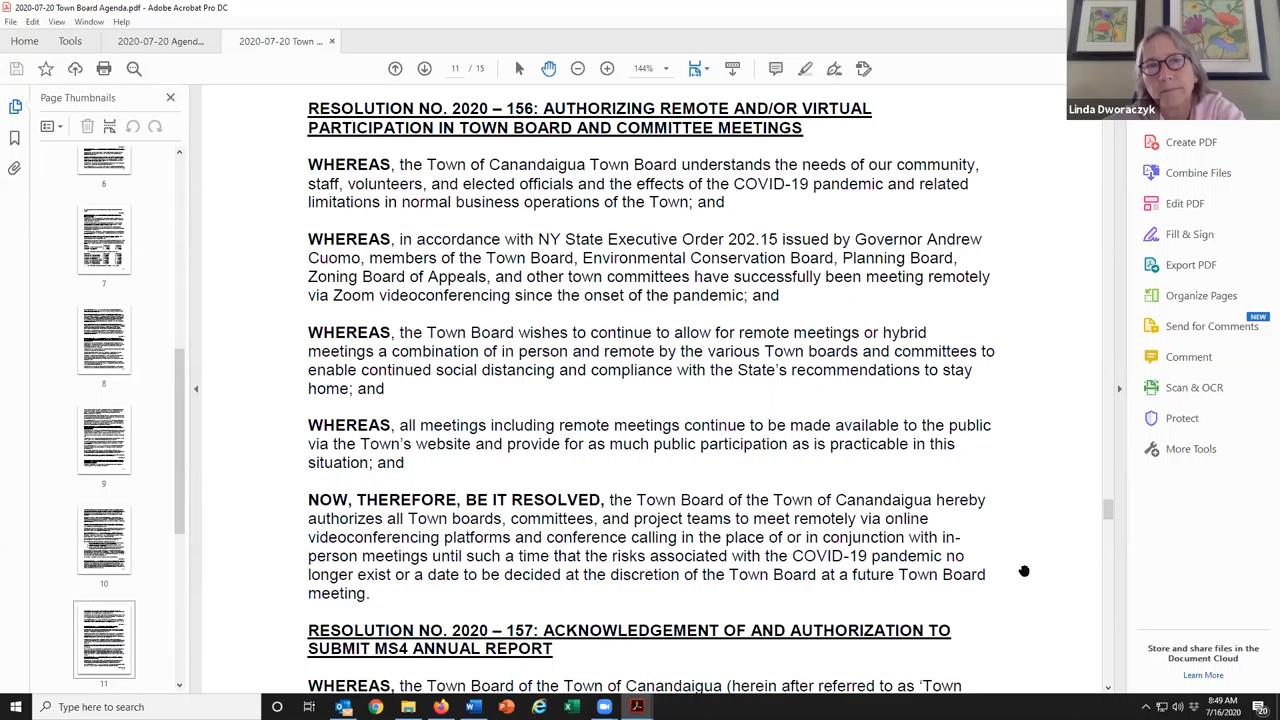 2020-07-20 Town Board Agenda.pdf - Adobe Acrobat Pro DC
File Edit View Window Help
Home Tools 2020-07-20 Agend... 2020-07-20 Town ... ×
11 / 15 144%
Page Thumbnails
6
7
8
9
10
11
RESOLUTION NO. 2020 – 156: AUTHORIZING REMOTE AND/OR VIRTUAL
PARTICPATION IN TOWN BOARD AND COMMITTEE MEETINGS
WHEREAS, the Town of Canandaigua Town Board understands the needs of our community,
staff, volunteers, and elected officials and the effects of the COVID-19 pandemic and related
limitations in normal business operations of the Town; and
WHEREAS, in accordance with NY State Executive Order 202.15 issued by Governor Andrew
Cuomo, members of the Town Board, Environmental Conservation Board, Planning Board,
Zoning Board of Appeals, and other town committees have successfully been meeting remotely
via Zoom videoconferencing since the onset of the pandemic; and
WHEREAS, the Town Board wishes to continue to allow for remote meetings or hybrid
meetings a combination of in person and remote by the various Town boards and committees to
enable continued social distancing and compliance with the State's recommendations to stay
home; and
WHEREAS, all meetings including remote meetings continue to be made available to the public
via the Town's website and provide for as much public participation as is practicable in this
situation; and
NOW, THEREFORE, BE IT RESOLVED, the Town Board of the Town of Canandaigua hereby
authorizes all Town boards, committees, and project teams to meet remotely via online
videoconferencing platforms and conference calling in the place of or in conjunction with in-
person meetings until such a time that the risks associated with the COVID-19 pandemic no
longer exist or a date to be decided at the discretion of the Town Board at a future Town Board
meeting.
RESOLUTION NO. 2020 – 157: ACKNOWLEDGEMENT OF AND AUTHORIZATION TO
SUBMIT MS4 ANNUAL REPORT
WHEREAS, the Town Board of the Town of Canandaigua (herein after referred to as 'Town
Linda Dworaczyk
Create PDF
Combine Files
Edit PDF
Fill & Sign
Export PDF
Organize Pages
NEW
Send for Comments
Comment
Scan & OCR
Protect
More Tools
Store and share files in the
Document Cloud
Learn More
Type here to search
8:49 AM
7/16/2020
20